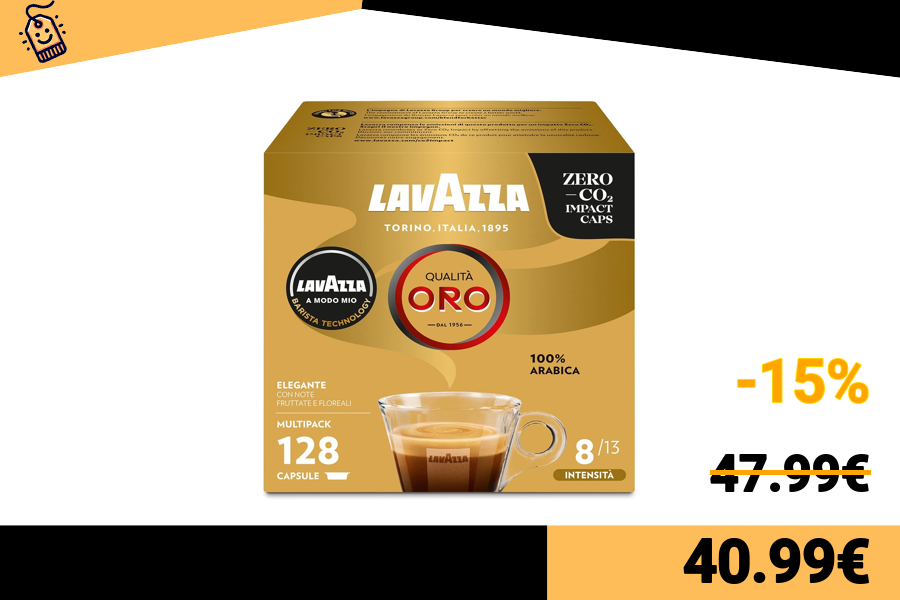 ZERO
LAVAZZA
TORINO, ITALIA, 1895
ZERO
—CO₂
IMPACT
CAPS
LAVAZZA
A MODO MIO
BARISTA TECHNOLOGY
QUALITÀ
ORO
DAL 1956
100%
ARABICA
ELEGANTE
CON NOTE
FRUTTATE E FLOREALI
MULTIPACK
128
CAPSULE
LAVAZZA
8/13
INTENSITÀ
-15%
47.99€
40.99€